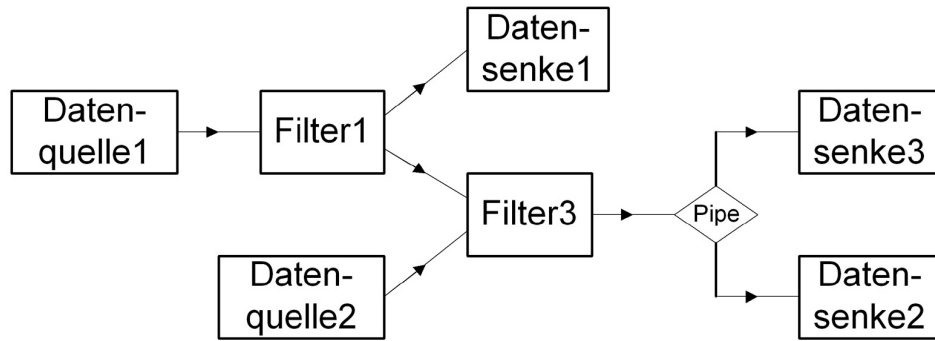 Daten-
senke1
Daten-
quelle1
Filter1
Daten-
senke3
Filter3
Pipe
Daten-
quelle2
Daten-
senke2